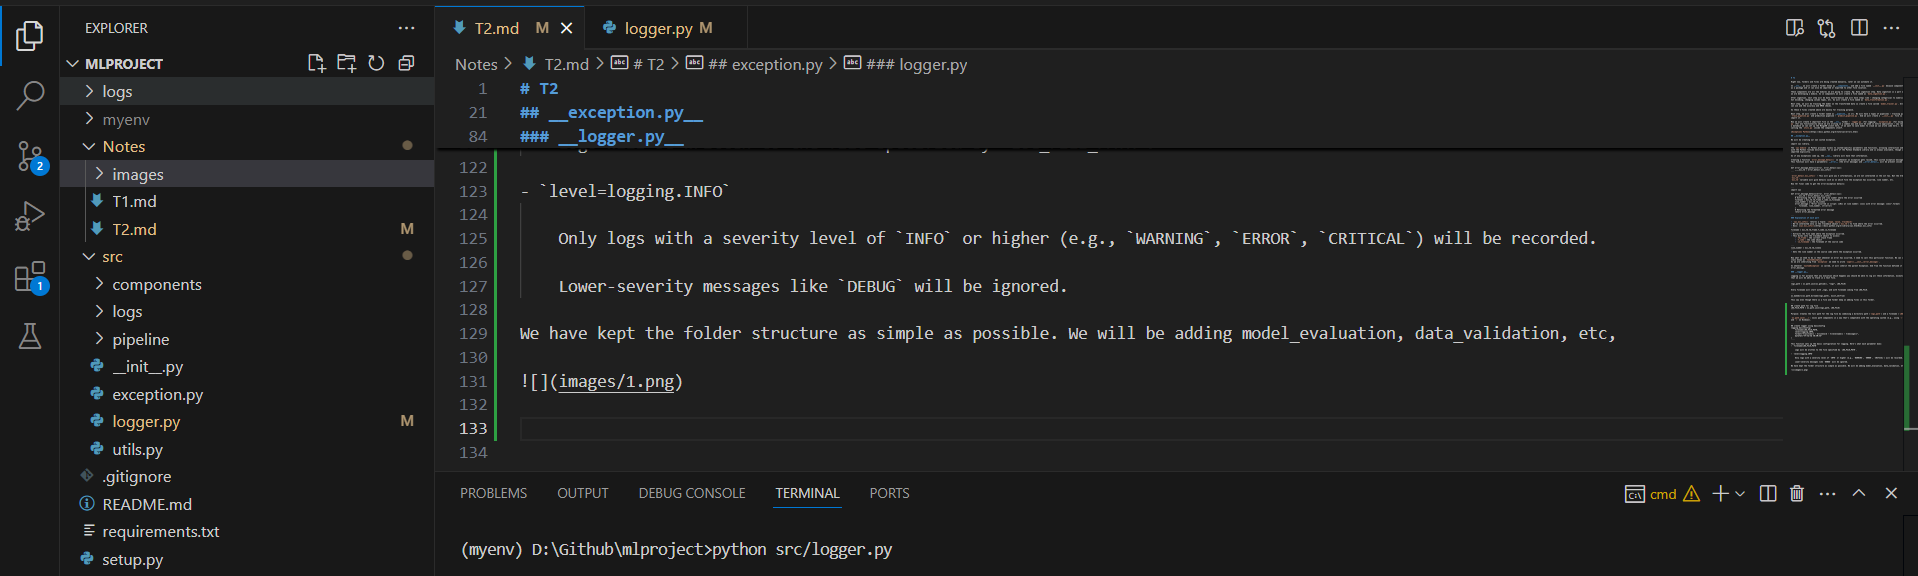 EXPLORER
MLPROJECT
logs
myenv
Notes
images
T1.md
T2.md M
src
components
logs
pipeline
__init__.py
exception.py
logger.py M
utils.py
.gitignore
README.md
requirements.txt
setup.py
2
1
T2.md M
logger.py M
Notes > T2.md > # T2 > ## exception.py > ### logger.py
1 # T2
21 ## __exception.py__
84 ### __logger.py__
122
123 - `level=logging.INFO`
124
125 Only logs with a severity level of `INFO` or higher (e.g., `WARNING`, `ERROR`, `CRITICAL`) will be recorded.
126
127 Lower-severity messages like `DEBUG` will be ignored.
128
129 We have kept the folder structure as simple as possible. We will be adding model_evaluation, data_validation, etc,
130
131 ![](images/1.png)
132
133
134
PROBLEMS OUTPUT DEBUG CONSOLE TERMINAL PORTS
cmd
(myenv) D:\Github\mlproject>python src/logger.py